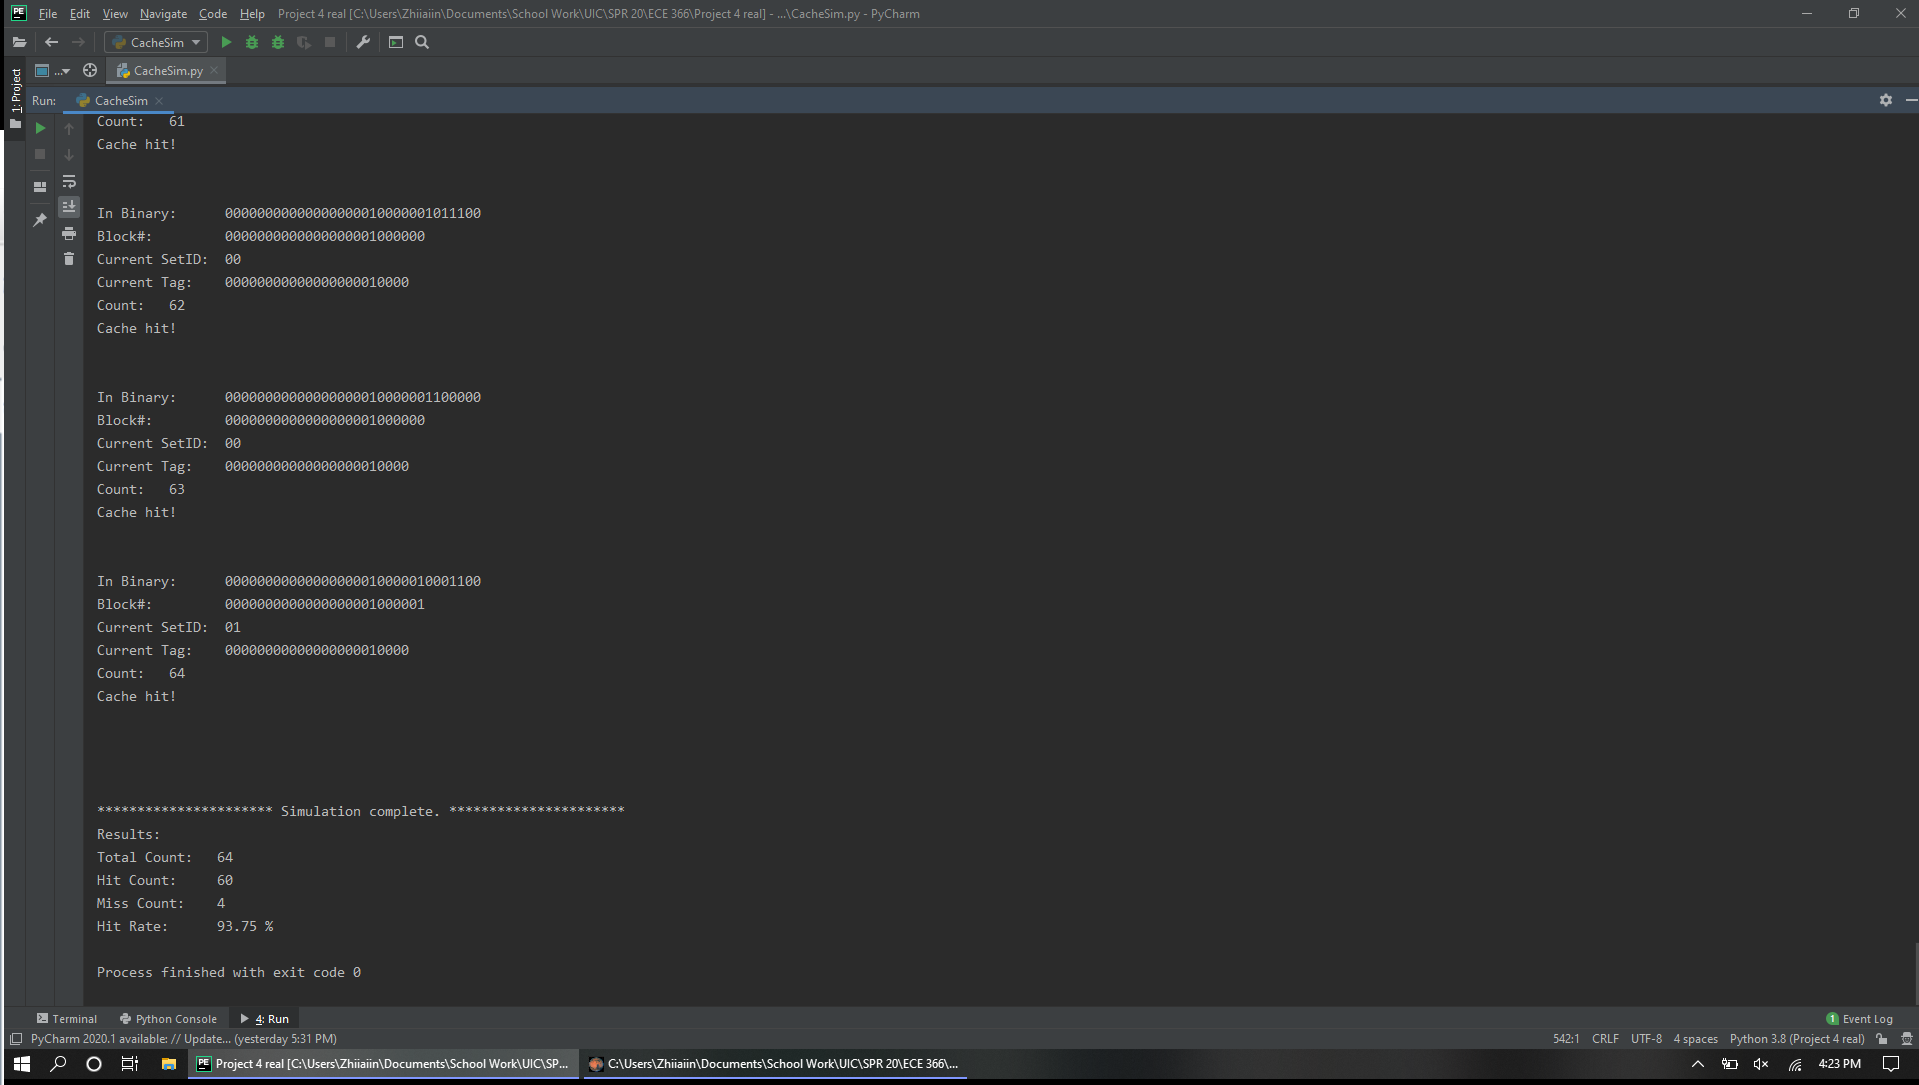 PE File Edit View Navigate Code Help Project 4 real [C:\Users\Zhiiaiin\Documents\School Work\UIC\SPR 20\ECE 366\Project 4 real] - ...\CacheSim.py - PyCharm
CacheSim
... CacheSim.py
1: Project
Run: CacheSim
Count: 61
Cache hit!
In Binary: 00000000000000000010000001011100
Block#: 0000000000000000001000000
Current SetID: 00
Current Tag: 00000000000000000010000
Count: 62
Cache hit!
In Binary: 00000000000000000010000001100000
Block#: 0000000000000000001000000
Current SetID: 00
Current Tag: 00000000000000000010000
Count: 63
Cache hit!
In Binary: 00000000000000000010000010001100
Block#: 0000000000000000001000001
Current SetID: 01
Current Tag: 00000000000000000010000
Count: 64
Cache hit!
********************** Simulation complete. **********************
Results:
Total Count: 64
Hit Count: 60
Miss Count: 4
Hit Rate: 93.75 %
Process finished with exit code 0
Terminal Python Console 4: Run 1 Event Log
PyCharm 2020.1 available: // Update... (yesterday 5:31 PM) 542:1 CRLF UTF-8 4 spaces Python 3.8 (Project 4 real)
PE Project 4 real [C:\Users\Zhiiaiin\Documents\School Work\UIC\SP... C:\Users\Zhiiaiin\Documents\School Work\UIC\SPR 20\ECE 366\... 4:23 PM